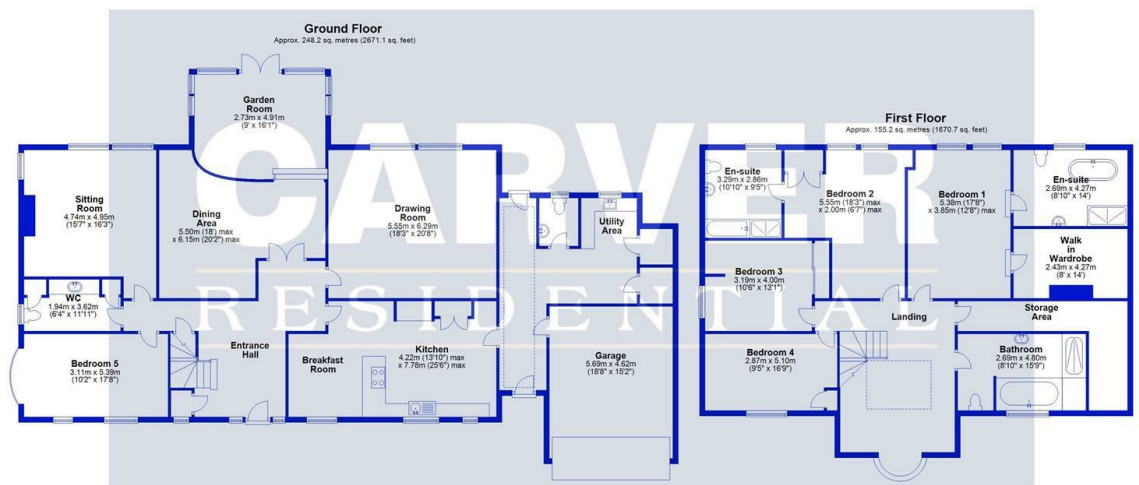 Ground Floor
Approx. 248.2 sq. metres (2671.1 sq. feet)
Garden
Room
2.73m x 4.91m
(9' x 16'1")
Sitting
Room
4.74m x 4.95m
(15'7" x 16'3")
Dining
Area
5.50m (18') max
x 6.15m (20'2") max
Drawing
Room
5.55m x 6.29m
(18'3" x 20'8")
Utility
Area
WC
1.94m x 3.62m
(6'4" x 11'11")
Bedroom 5
3.11m x 5.39m
(10'2" x 17'8")
Entrance
Hall
Breakfast
Room
Kitchen
4.22m (13'10") max
x 7.78m (25'6") max
Garage
5.69m x 4.62m
(18'8" x 15'2")
First Floor
Approx. 155.2 sq. metres (1670.7 sq. feet)
En-suite
3.29m x 2.86m
(10'10" x 9'5")
Bedroom 2
5.55m (18'3") max
x 2.00m (6'7") max
Bedroom 1
5.38m (17'8")
x 3.85m (12'8") max
En-suite
2.69m x 4.27m
(8'10" x 14')
Walk
in
Wardrobe
2.43m x 4.27m
(8' x 14')
Bedroom 3
3.19m x 4.00m
(10'6" x 13'1")
Landing
Storage
Area
Bedroom 4
2.87m x 5.10m
(9'5" x 16'9")
Bathroom
2.69m x 4.80m
(8'10" x 15'9")
CARVER
RESIDENTIAL